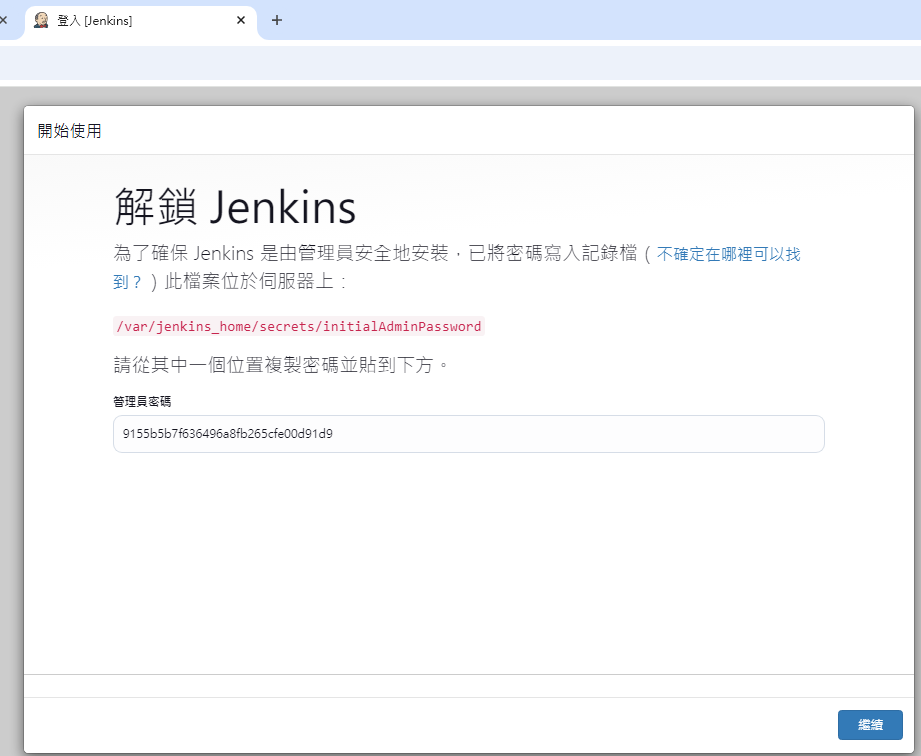 登入 [Jenkins]
開始使用
解鎖 Jenkins
為了確保 Jenkins 是由管理員安全地安裝，已將密碼寫入記錄檔（不確定在哪裡可以找
到？）此檔案位於伺服器上：
/var/jenkins_home/secrets/initialAdminPassword
請從其中一個位置複製密碼並貼到下方。
管理員密碼
9155b5b7f636496a8fb265cfe00d91d9
繼續